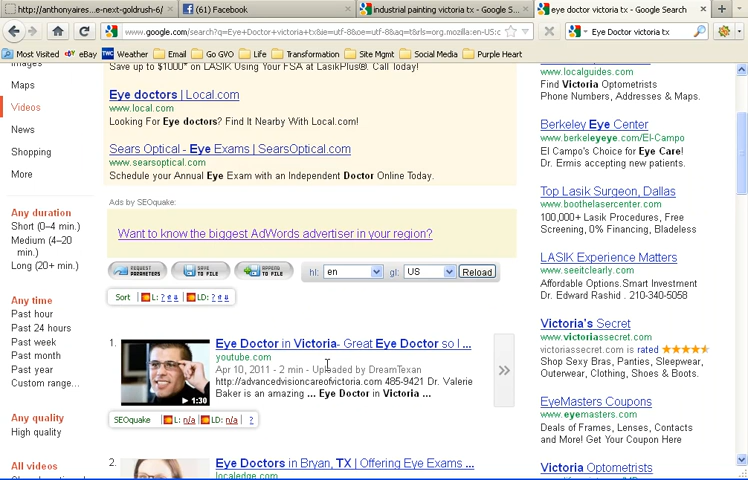 http://anthonyaires...e-next-goldrush-6/
(61) Facebook
industrial painting victoria tx - Google S...
eye doctor victoria tx - Google Search
www.google.com/search?q=Eye+Doctor+victoria+tx&ie=utf-8&oe=utf-8&aq=t&rls=org.mozilla:en-US:c
Eye Doctor victoria tx
Most Visited
eBay
Weather
Go GVO
Life
Transformation
Site Mgmt
Social Media
Purple Heart
Images
Maps
Videos
News
Shopping
More
Any duration
Short (0–4 min.)
Medium (4–20
min.)
Long (20+ min.)
Any time
Past hour
Past 24 hours
Past week
Past month
Past year
Custom range...
Any quality
High quality
All videos
Save up to $1000* on LASIK Using Your FSA at LasikPlus®. Call Today!
Eye doctors | Local.com
www.local.com
Looking For Eye doctors? Find It Nearby With Local.com!
Sears Optical - Eye Exams | SearsOptical.com
www.searsoptical.com
Schedule your Annual Eye Exam with an Independent Doctor Online Today.
Ads by SEOquake:
Want to know the biggest AdWords advertiser in your region?
REQUEST PARAMETERS
SAVE TO FILE
APPEND TO FILE
hl: en
gl: US
Reload
Sort
L: ? e u
LD: ? e u
1.
Eye Doctor in Victoria- Great Eye Doctor so I ...
youtube.com
Apr 10, 2011 - 2 min - Uploaded by DreamTexan
http://advancedvisioncareofvictoria.com 485-9421 Dr. Valerie
Baker is an amazing ... Eye Doctor in Victoria ...
1:30
SEOquake
L: n/a
LD: n/a
?
2.
Eye Doctors in Bryan, TX | Offering Eye Exams ...
localedge.com
www.localguides.com
Find Victoria Optometrists
Phone Numbers, Addresses & Maps.
Berkeley Eye Center
www.berkeleyeye.com/El-Campo
El Campo's Choice for Eye Care!
Dr. Ermis accepting new patients.
Top Lasik Surgeon, Dallas
www.boothelasercenter.com
100,000+ Lasik Procedures, Free
Screening, 0% Financing, Bladeless
LASIK Experience Matters
www.seeitclearly.com
Affordable Options.Smart Investment
Dr. Edward Rashid . 210-340-5058
Victoria's Secret
www.victoriassecret.com
victoriassecret.com is rated
Shop Sexy Bras, Panties, Sleepwear,
Outerwear, Clothing, Shoes & Boots.
EyeMasters Coupons
www.eyemasters.com
Deals of Frames, Lenses, Contacts
and More! Get Your Coupon Here
Victoria Optometrists